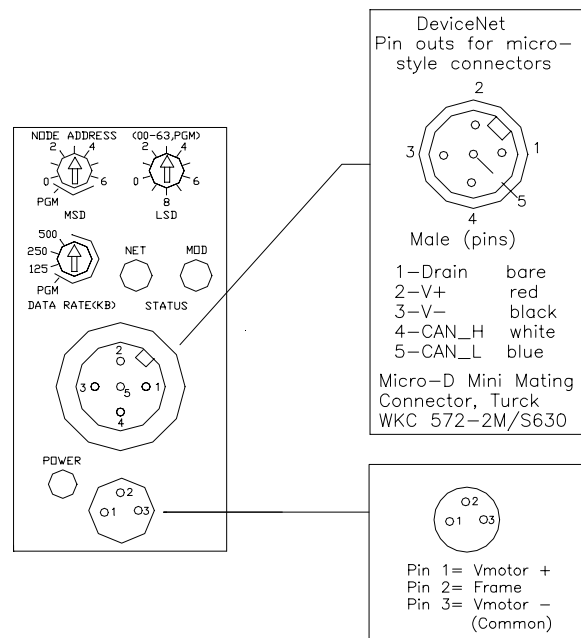 NODE ADDRESS (00-63,PGM)
2 4 2 4
0 6 0 6
PGM 8
MSD LSD
500
250
125
PGM
NET MOD
DATA RATE(KB) STATUS
2
3 5 1
4
POWER
2
1 3
DeviceNet
Pin outs for micro-
style connectors
2
3 1
5
4
Male (pins)
1-Drain bare
2-V+ red
3-V- black
4-CAN_H white
5-CAN_L blue
Micro-D Mini Mating
Connector, Turck
WKC 572-2M/S630
2
1 3
Pin 1= Vmotor +
Pin 2= Frame
Pin 3= Vmotor -
(Common)